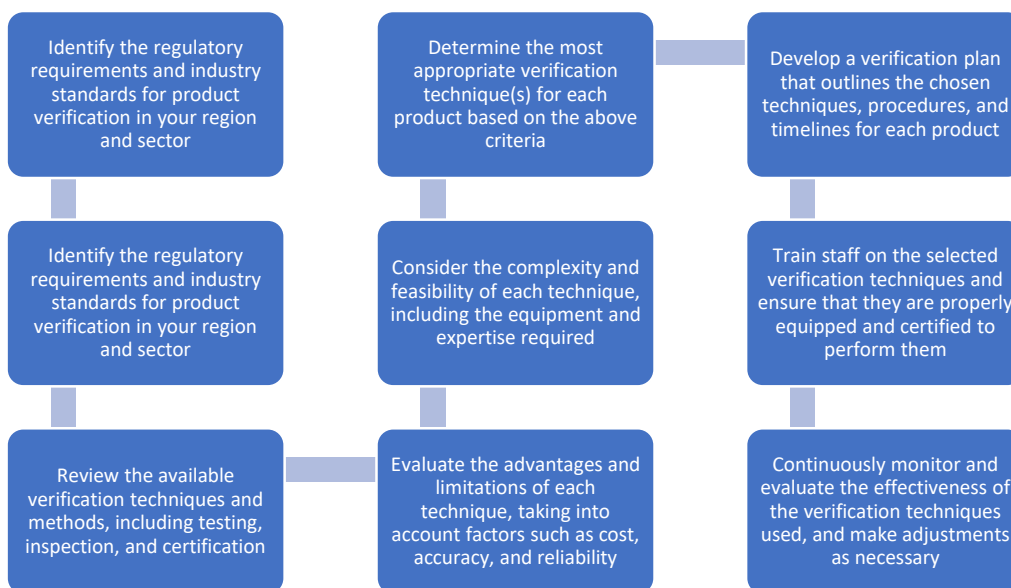 Identify the regulatory
requirements and industry
standards for product
verification in your region
and sector
Identify the regulatory
requirements and industry
standards for product
verification in your region
and sector
Review the available
verification techniques and
methods, including testing,
inspection, and certification
Evaluate the advantages and
limitations of each
technique, taking into
account factors such as cost,
accuracy, and reliability
Consider the complexity and
feasibility of each technique,
including the equipment and
expertise required
Determine the most
appropriate verification
technique(s) for each
product based on the above
criteria
Develop a verification plan
that outlines the chosen
techniques, procedures, and
timelines for each product
Train staff on the selected
verification techniques and
ensure that they are properly
equipped and certified to
perform them
Continuously monitor and
evaluate the effectiveness of
the verification techniques
used, and make adjustments
as necessary